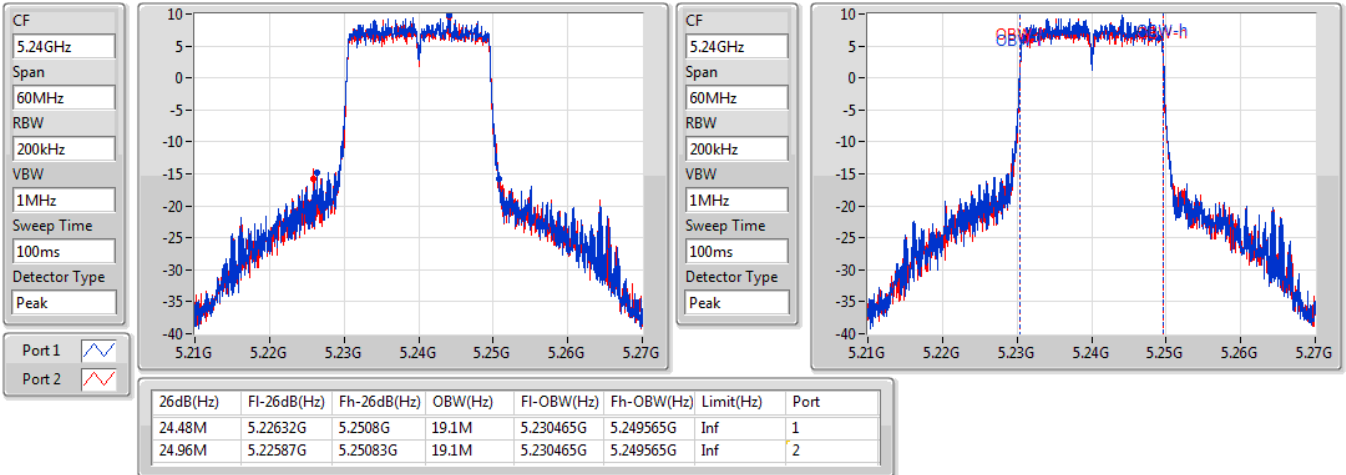 CF
5.24GHz
Span
60MHz
RBW
200kHz
VBW
1MHz
Sweep Time
100ms
Detector Type
Peak
10
5
0
-5
-10
-15
-20
-25
-30
-35
-40
5.21G 5.22G 5.23G 5.24G 5.25G 5.26G 5.27G
CF
5.24GHz
Span
60MHz
RBW
200kHz
VBW
1MHz
Sweep Time
100ms
Detector Type
Peak
10
5
0
-5
-10
-15
-20
-25
-30
-35
-40
OBW-h
5.21G 5.22G 5.23G 5.24G 5.25G 5.26G 5.27G
Port 1
Port 2
26dB(Hz) Fl-26dB(Hz) Fh-26dB(Hz) OBW(Hz) Fl-OBW(Hz) Fh-OBW(Hz) Limit(Hz) Port
24.48M 5.22632G 5.2508G 19.1M 5.230465G 5.249565G Inf 1
24.96M 5.22587G 5.25083G 19.1M 5.230465G 5.249565G Inf 2